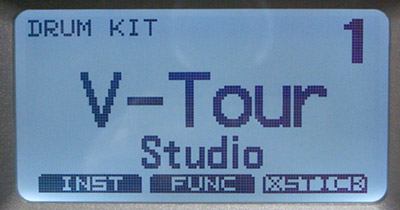 DRUM KIT 1
V-Tour
Studio
INST FUNC XSTICK